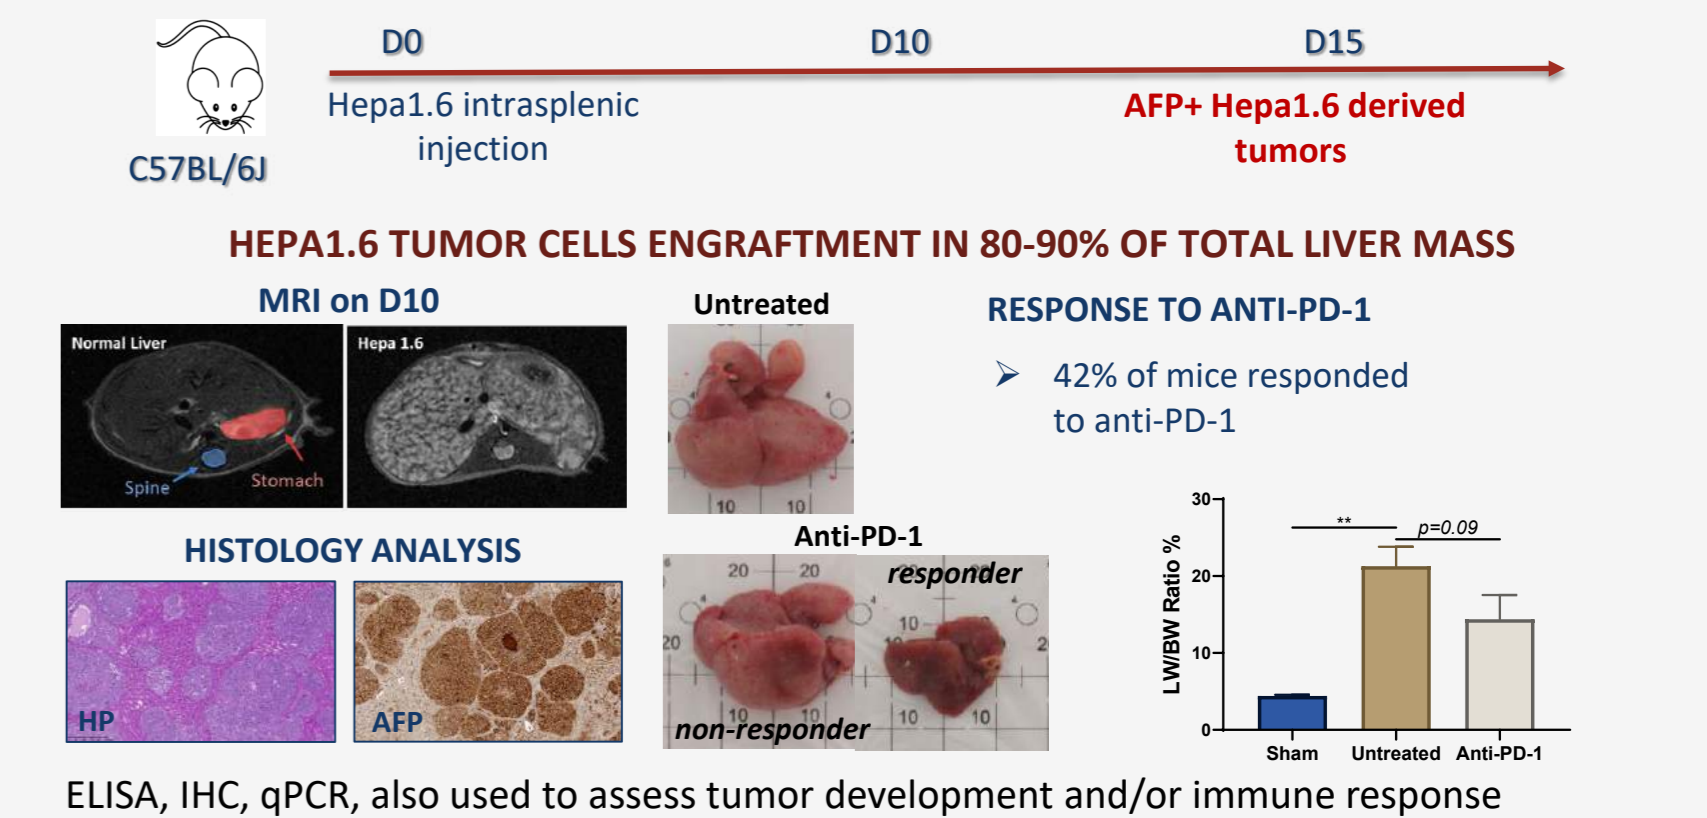 D0
D10
D15
Hepa1.6 intrasplenic
injection
AFP+ Hepa1.6 derived
tumors
C57BL/6J
HEPA1.6 TUMOR CELLS ENGRAFTMENT IN 80-90% OF TOTAL LIVER MASS
MRI on D10
Normal Liver
Spine
Stomach
Hepa 1.6
Untreated
10 10
RESPONSE TO ANTI-PD-1
➢ 42% of mice responded
to anti-PD-1
HISTOLOGY ANALYSIS
HP
AFP
Anti-PD-1
20 20
20
10 10
non-responder
responder
10
2
10 10
30
20
10
0
LW/BW Ratio %
**
p=0.09
Sham Untreated Anti-PD-1
ELISA, IHC, qPCR, also used to assess tumor development and/or immune response